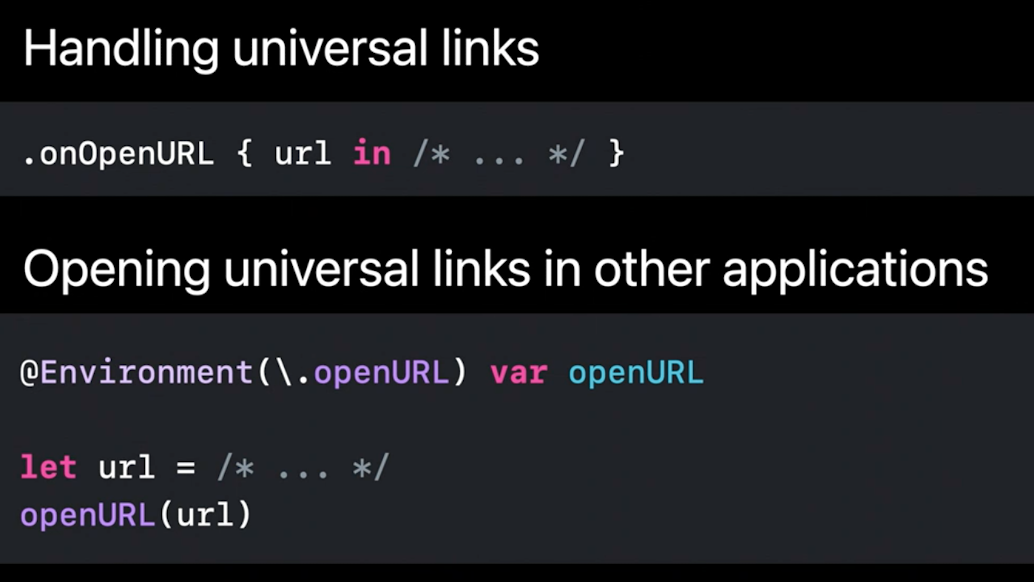 Handling universal links
.onOpenURL { url in /* ... */ }
Opening universal links in other applications
@Environment(\.openURL) var openURL
let url = /* ... */
openURL(url)